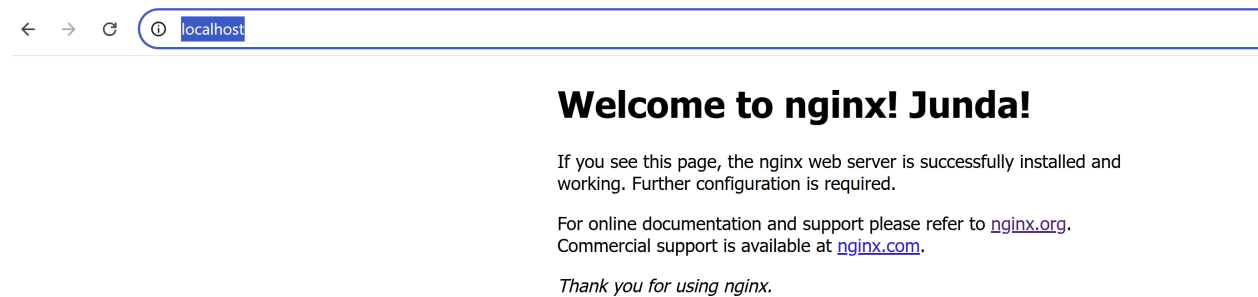 localhost
Welcome to nginx! Junda!
If you see this page, the nginx web server is successfully installed and
working. Further configuration is required.
For online documentation and support please refer to nginx.org.
Commercial support is available at nginx.com.
Thank you for using nginx.